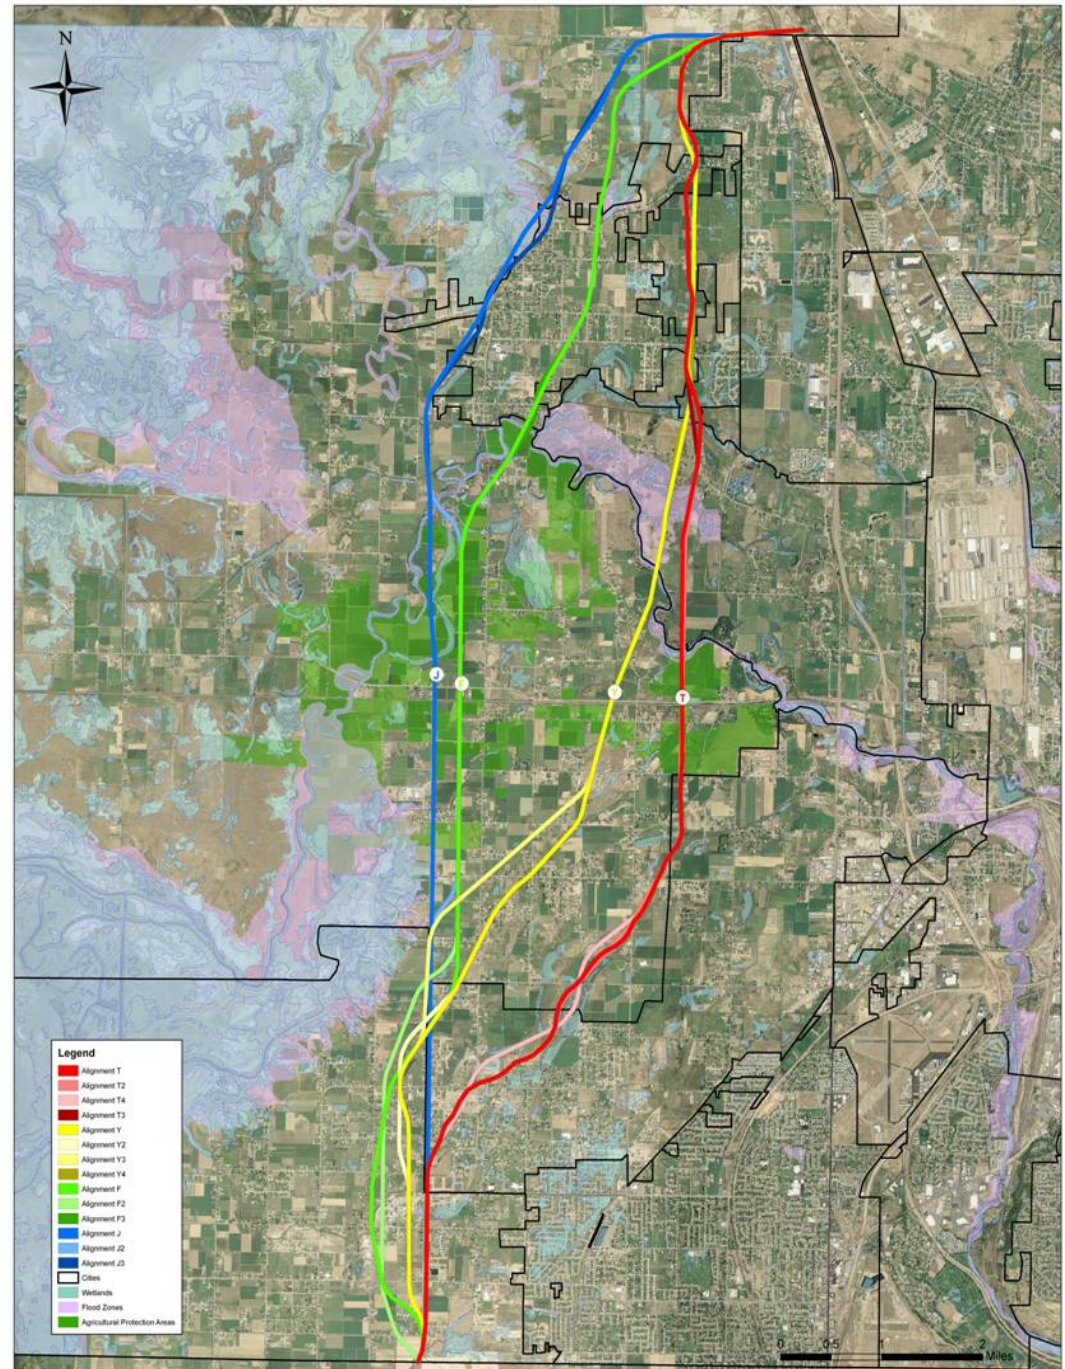 N
J
Y
T
Legend
Alignment T
Alignment T2
Alignment T4
Alignment T3
Alignment Y
Alignment Y2
Alignment Y3
Alignment Y4
Alignment F
Alignment F2
Alignment F3
Alignment J
Alignment J2
Alignment J3
Cities
Wetlands
Flood Zones
Agricultural Protection Areas
0 0.5 1 2
Miles